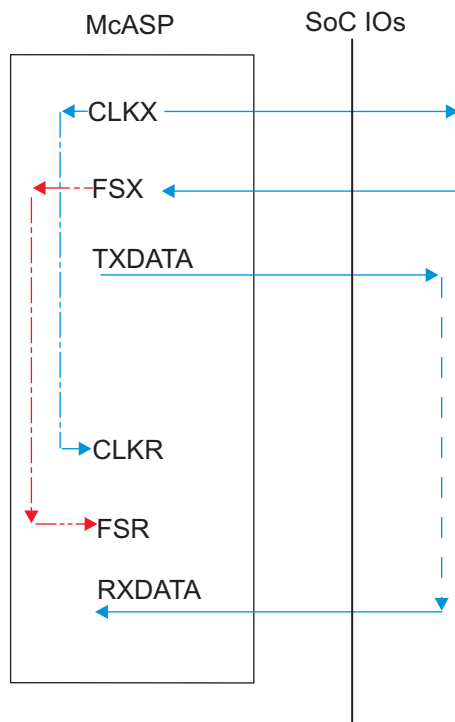 McASP
SoC IOs
CLKX
FSX
TXDATA
CLKR
FSR
RXDATA